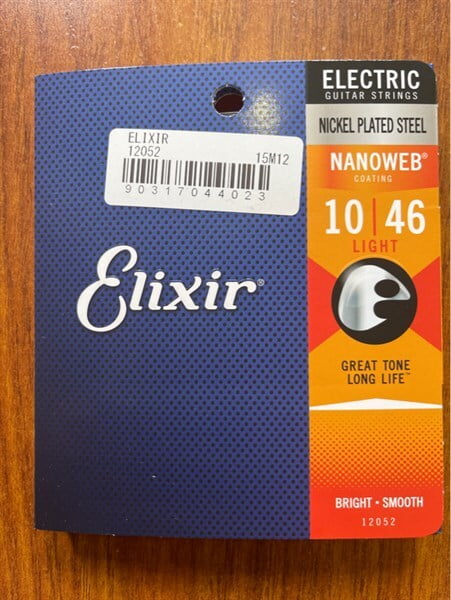 ELIXIR
12052 15M12
90317044023
Elixir®
ELECTRIC
GUITAR STRINGS
NICKEL PLATED STEEL
NANOWEB®
COATING
10 | 46
LIGHT
GREAT TONE
LONG LIFE™
BRIGHT • SMOOTH
12052